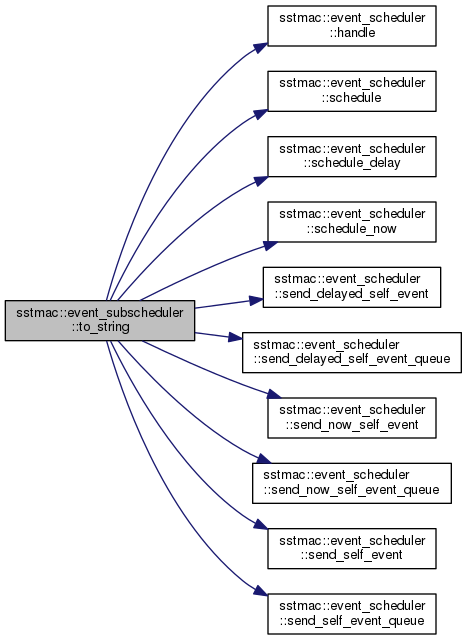 sstmac::event_scheduler
::handle
sstmac::event_scheduler
::schedule
sstmac::event_scheduler
::schedule_delay
sstmac::event_scheduler
::schedule_now
sstmac::event_scheduler
::send_delayed_self_event
sstmac::event_subscheduler
::to_string
sstmac::event_scheduler
::send_delayed_self_event_queue
sstmac::event_scheduler
::send_now_self_event
sstmac::event_scheduler
::send_now_self_event_queue
sstmac::event_scheduler
::send_self_event
sstmac::event_scheduler
::send_self_event_queue